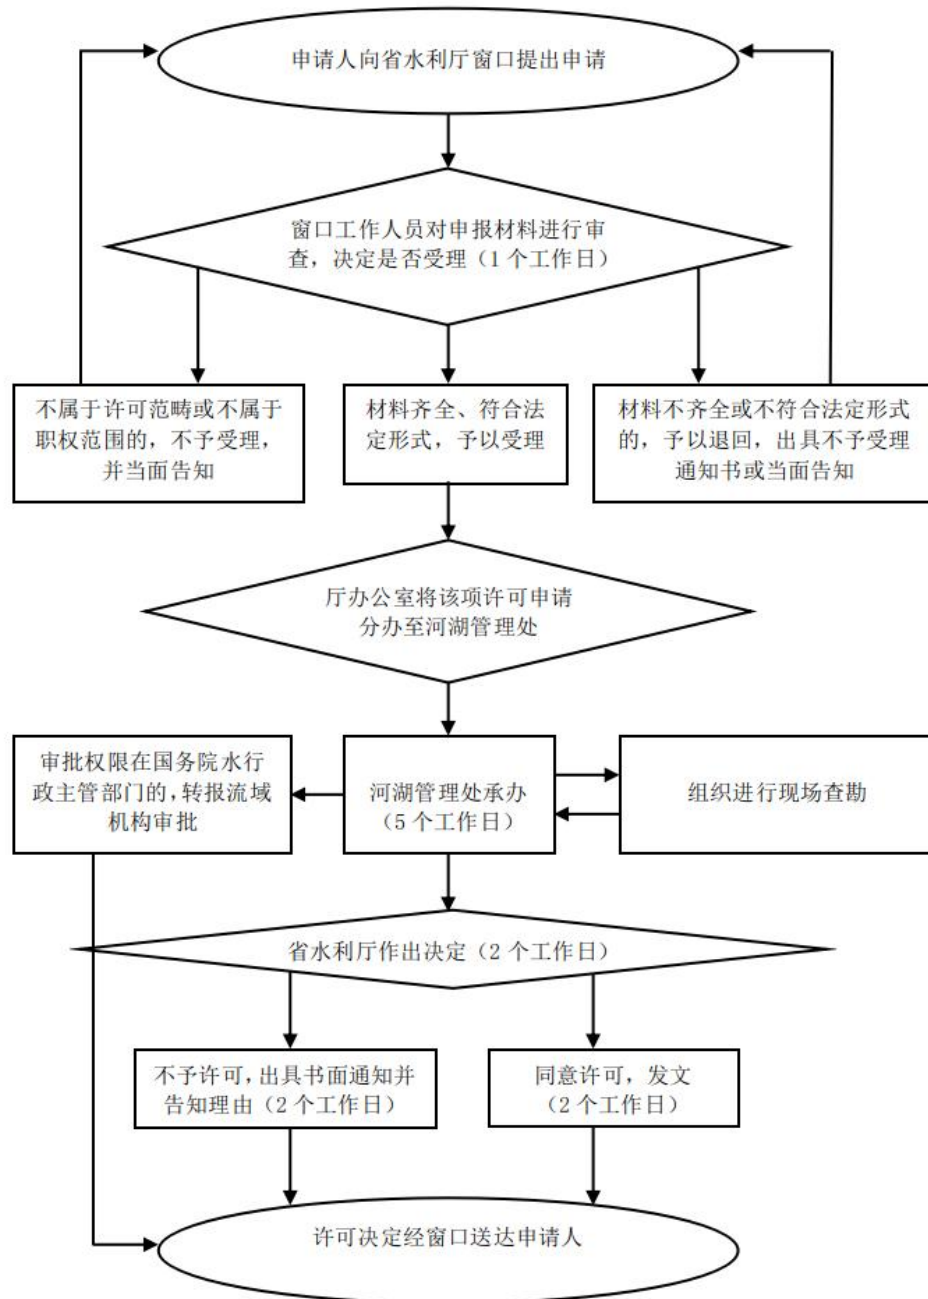 申请人向省水利厅窗口提出申请
窗口工作人员对申报材料进行审
查，决定是否受理（1 个工作日）
不属于许可范畴或不属于
职权范围的，不予受理，
并当面告知
材料齐全、符合法
定形式，予以受理
材料不齐全或不符合法定形式
的，予以退回，出具不予受理
通知书或当面告知
厅办公室将该项许可申请
分办至河湖管理处
审批权限在国务院水行
政主管部门的，转报流域
机构审批
河湖管理处承办
（5 个工作日）
组织进行现场查勘
省水利厅作出决定（2 个工作日）
不予许可，出具书面通知并
告知理由（2 个工作日）
同意许可，发文
（2 个工作日）
许可决定经窗口送达申请人